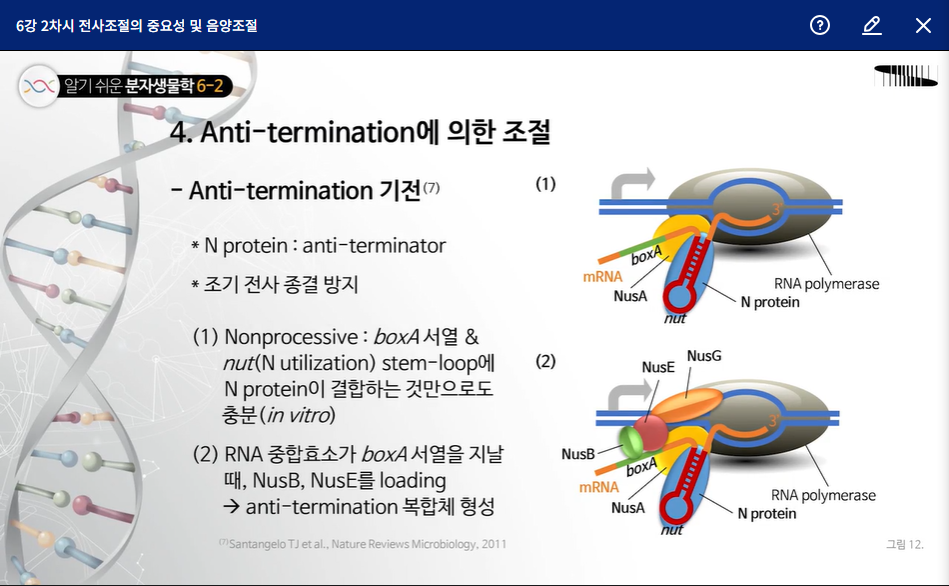 6강 2차시 전사조절의 중요성 및 음양조절
알기 쉬운 분자생물학 6-2
4. Anti-termination에 의한 조절
- Anti-termination 기전(7)
* N protein : anti-terminator
* 조기 전사 종결 방지
(1) Nonprocessive : boxA 서열 &
nut(N utilization) stem-loop에
N protein이 결합하는 것만으로도
충분(in vitro)
(2) RNA 중합효소가 boxA 서열을 지날
때, NusB, NusE를 loading
→ anti-termination 복합체 형성
(7)Santangelo TJ et al., Nature Reviews Microbiology, 2011
(1)
3'
boxA
mRNA
NusA
nut
N protein
RNA polymerase
(2)
NusG
NusE
3'
NusB
boxA
mRNA
NusA
nut
N protein
RNA polymerase
그림 12.